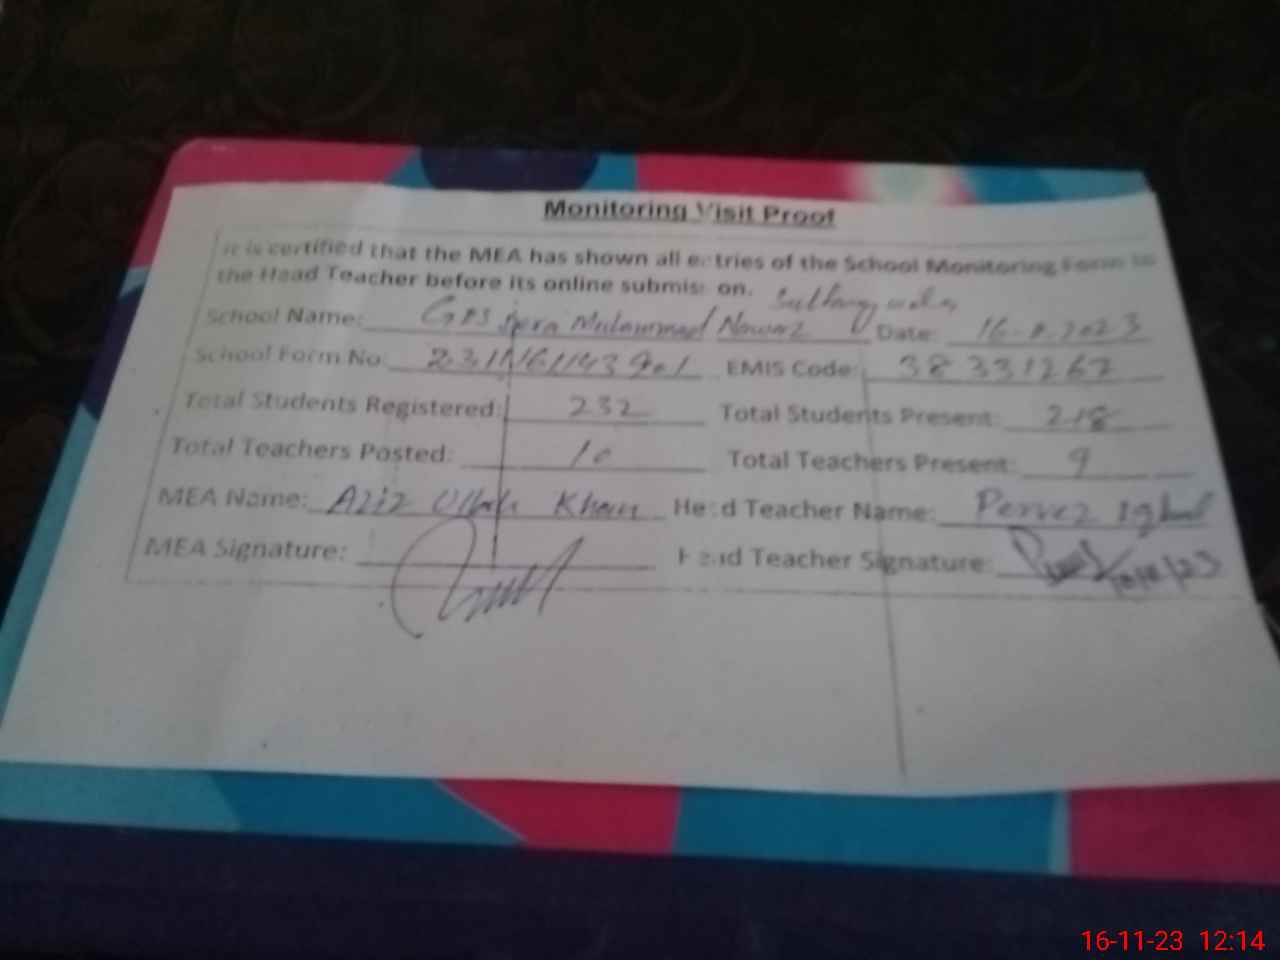 Monitoring Visit Proof
It is certified that the MEA has shown all entries of the School Monitoring Form to
the Head Teacher before its online submission.
School Name: GPS Muhammad Nawaz Date: 16-11-2023
School Form No: EMIS Code: 38331267
Total Students Registered: 232 Total Students Present: 218
Total Teachers Posted: 10 Total Teachers Present: 9
MEA Name: Aziz Ullah Khan Head Teacher Name: Pervez Iqbal
MEA Signature: Head Teacher Signature:
16-11-23 12:14